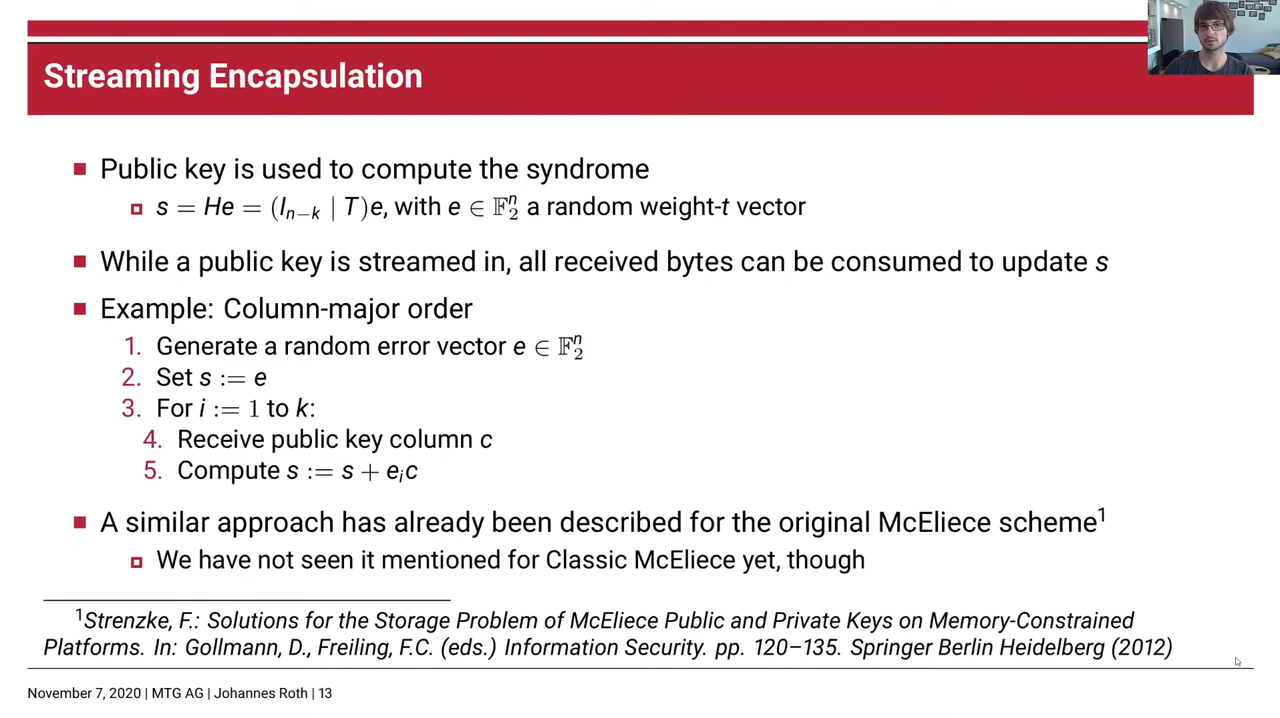 Streaming Encapsulation
■ Public key is used to compute the syndrome
▫ s = He = (Iₙ₋ₖ | T)e, with e ∈ 𝔽₂ⁿ a random weight-t vector
■ While a public key is streamed in, all received bytes can be consumed to update s
■ Example: Column-major order
1. Generate a random error vector e ∈ 𝔽₂ⁿ
2. Set s := e
3. For i := 1 to k:
4. Receive public key column c
5. Compute s := s + eᵢc
■ A similar approach has already been described for the original McEliece scheme¹
▫ We have not seen it mentioned for Classic McEliece yet, though
¹Strenzke, F.: Solutions for the Storage Problem of McEliece Public and Private Keys on Memory-Constrained
Platforms. In: Gollmann, D., Freiling, F.C. (eds.) Information Security. pp. 120–135. Springer Berlin Heidelberg (2012)
November 7, 2020 | MTG AG | Johannes Roth | 13